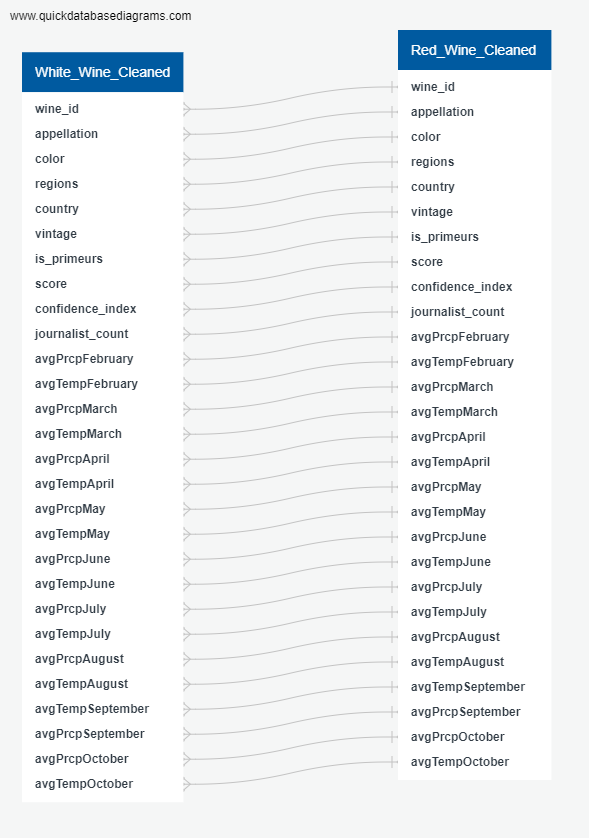 www.quickdatabasediagrams.com
White_Wine_Cleaned
wine_id
appellation
color
regions
country
vintage
is_primeurs
score
confidence_index
journalist_count
avgPrcpFebruary
avgTempFebruary
avgPrcpMarch
avgTempMarch
avgPrcpApril
avgTempApril
avgPrcpMay
avgTempMay
avgPrcpJune
avgTempJune
avgPrcpJuly
avgTempJuly
avgPrcpAugust
avgTempAugust
avgTempSeptember
avgPrcpSeptember
avgPrcpOctober
avgTempOctober
Red_Wine_Cleaned
wine_id
appellation
color
regions
country
vintage
is_primeurs
score
confidence_index
journalist_count
avgPrcpFebruary
avgTempFebruary
avgPrcpMarch
avgTempMarch
avgPrcpApril
avgTempApril
avgPrcpMay
avgTempMay
avgPrcpJune
avgTempJune
avgPrcpJuly
avgTempJuly
avgPrcpAugust
avgTempAugust
avgTempSeptember
avgPrcpSeptember
avgPrcpOctober
avgTempOctober